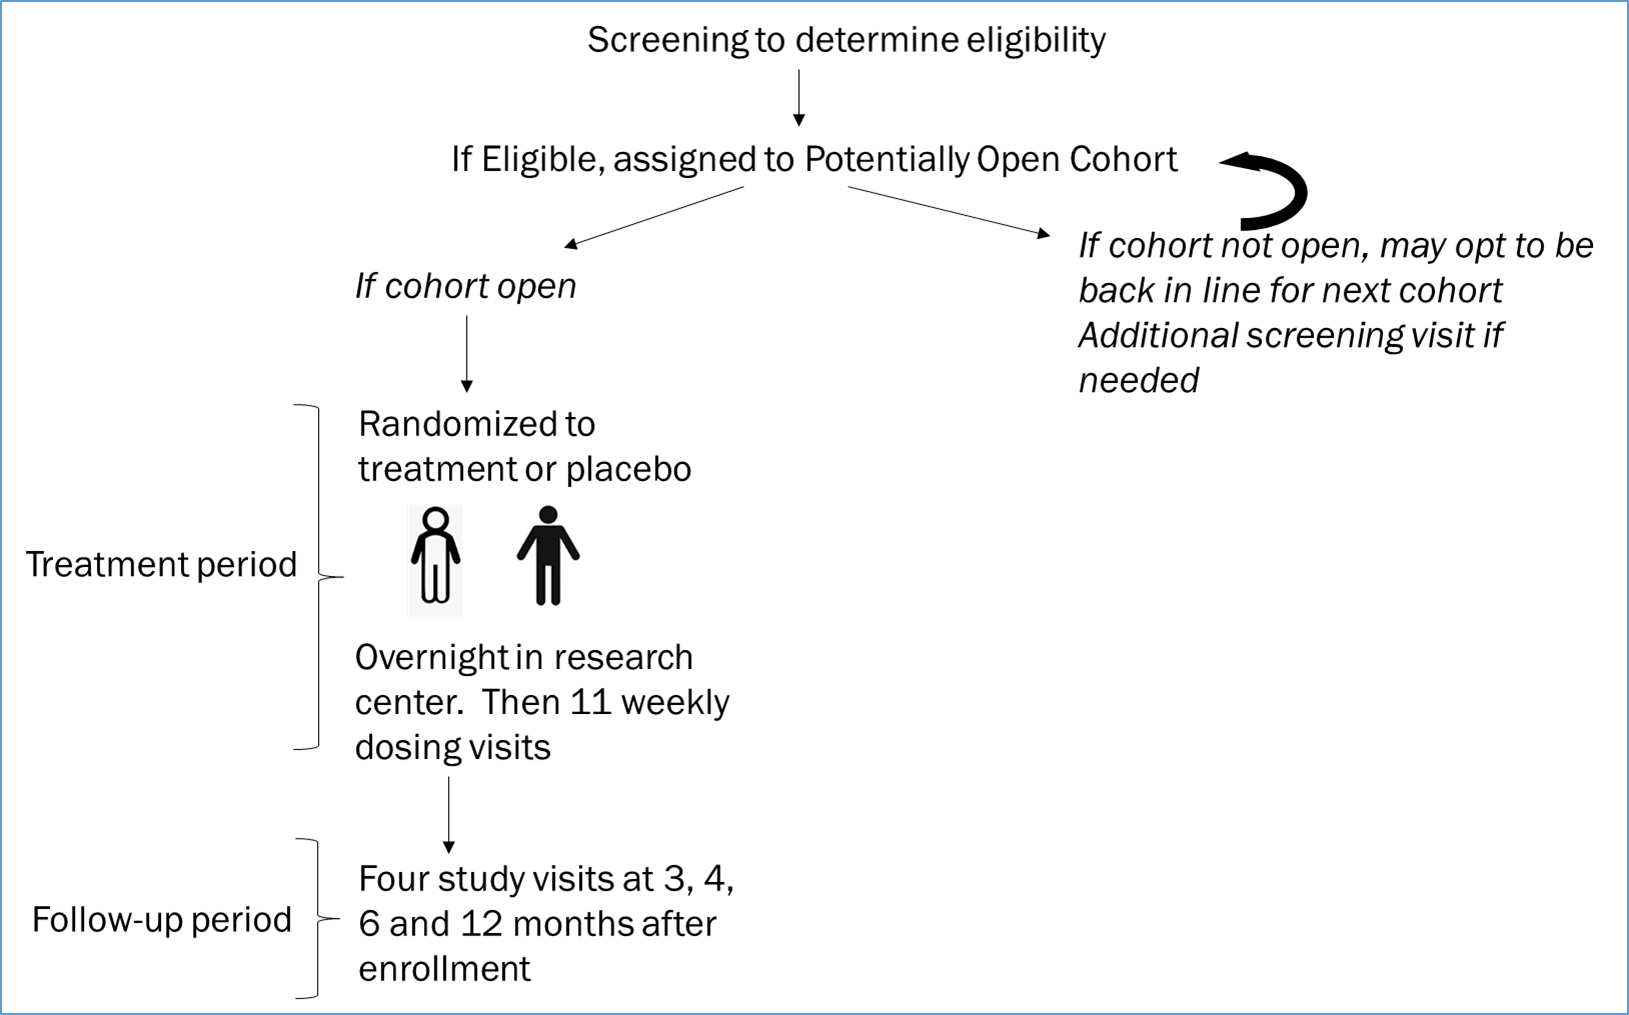 Screening to determine eligibility
If Eligible, assigned to Potentially Open Cohort
If cohort open
If cohort not open, may opt to be
back in line for next cohort
Additional screening visit if
needed
Randomized to
treatment or placebo
Treatment period
Overnight in research
center.  Then 11 weekly
dosing visits
Follow-up period
Four study visits at 3, 4,
6 and 12 months after
enrollment